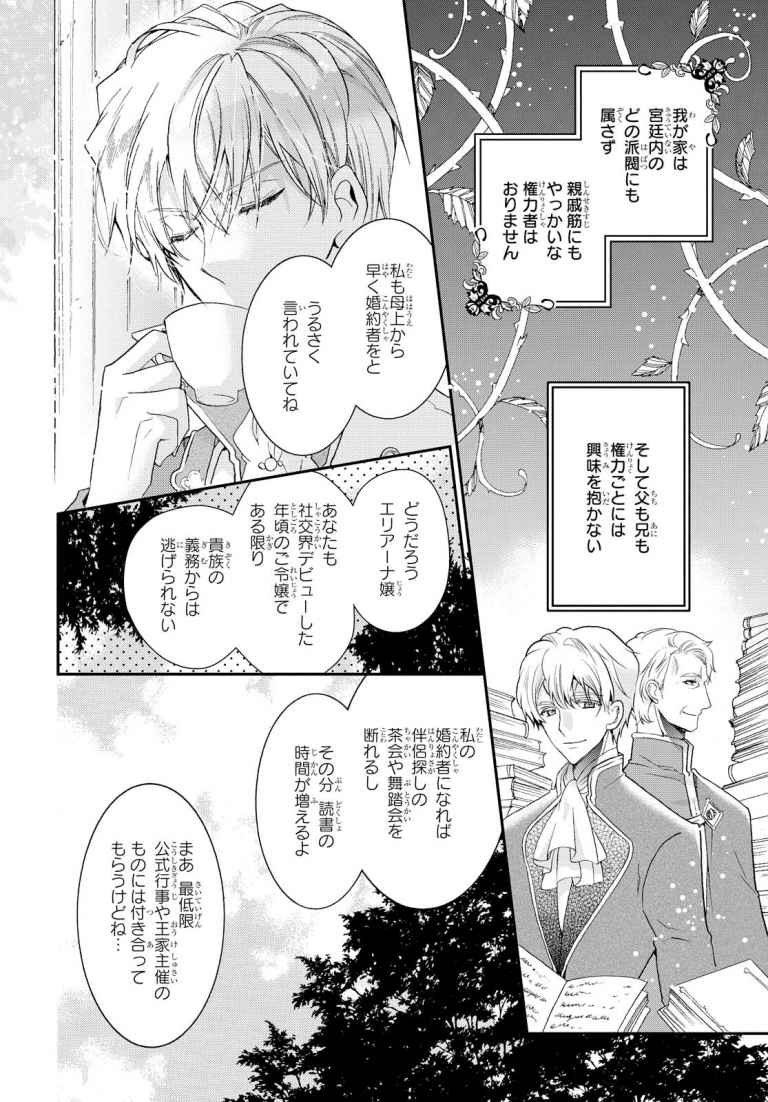 我が家は
宮廷内の
どの派閥にも
属さず
親戚筋にも
やっかいな
権力者は
おりません
そして父も兄も
権力ごとには
興味を抱かない
私も母上から
早く婚約者をと
うるさく
言われていてね
どうだろう
エリアーナ嬢
あなたも
社交界デビューした
年頃のご令嬢で
ある限り
貴族の
義務からは
逃げられない
私の
婚約者になれば
伴侶探しの
茶会や舞踏会を
断れるし
その分 読書の
時間が増えるよ
まあ 最低限
公式行事や王家主催の
ものには付き合って
もらうけどね…